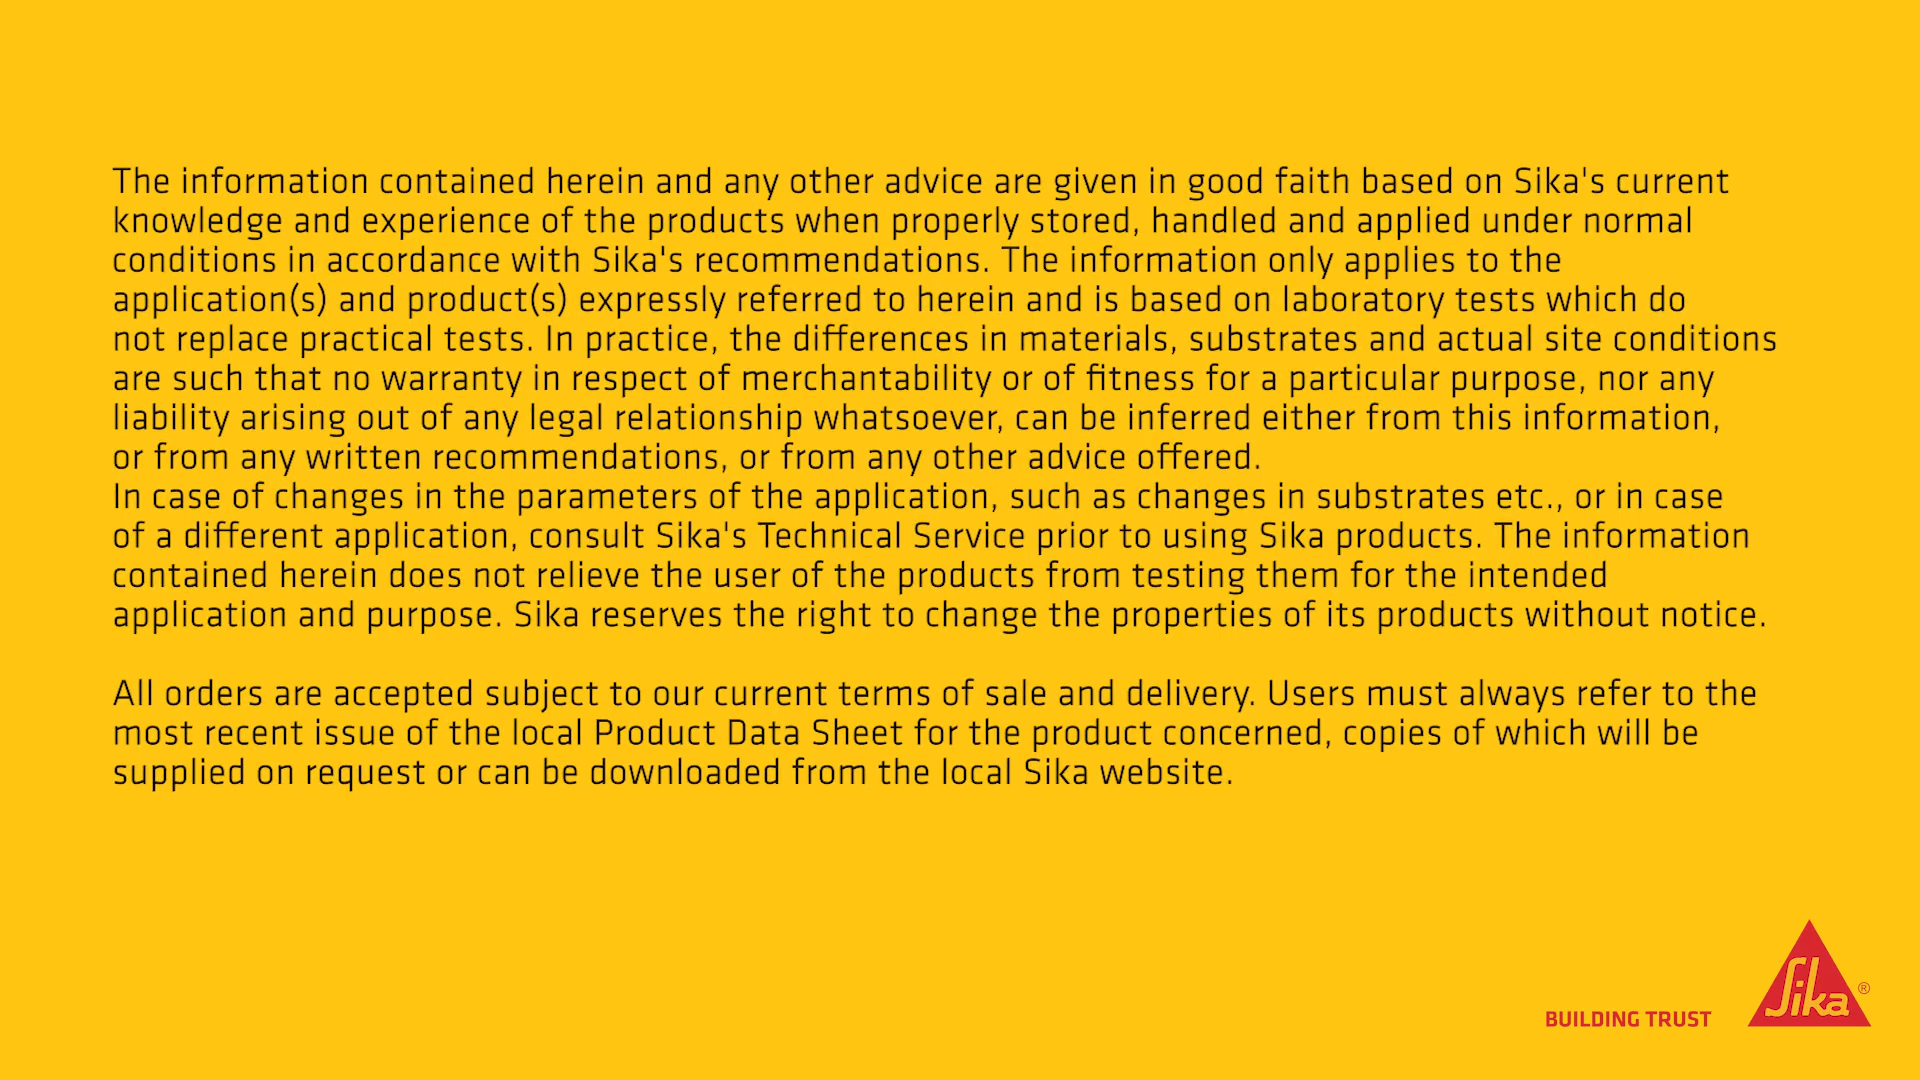 The information contained herein and any other advice are given in good faith based on Sika's current
knowledge and experience of the products when properly stored, handled and applied under normal
conditions in accordance with Sika's recommendations. The information only applies to the
application(s) and product(s) expressly referred to herein and is based on laboratory tests which do
not replace practical tests. In practice, the differences in materials, substrates and actual site conditions
are such that no warranty in respect of merchantability or of fitness for a particular purpose, nor any
liability arising out of any legal relationship whatsoever, can be inferred either from this information,
or from any written recommendations, or from any other advice offered.
In case of changes in the parameters of the application, such as changes in substrates etc., or in case
of a different application, consult Sika's Technical Service prior to using Sika products. The information
contained herein does not relieve the user of the products from testing them for the intended
application and purpose. Sika reserves the right to change the properties of its products without notice.
All orders are accepted subject to our current terms of sale and delivery. Users must always refer to the
most recent issue of the local Product Data Sheet for the product concerned, copies of which will be
supplied on request or can be downloaded from the local Sika website.
BUILDING TRUST
Sika®